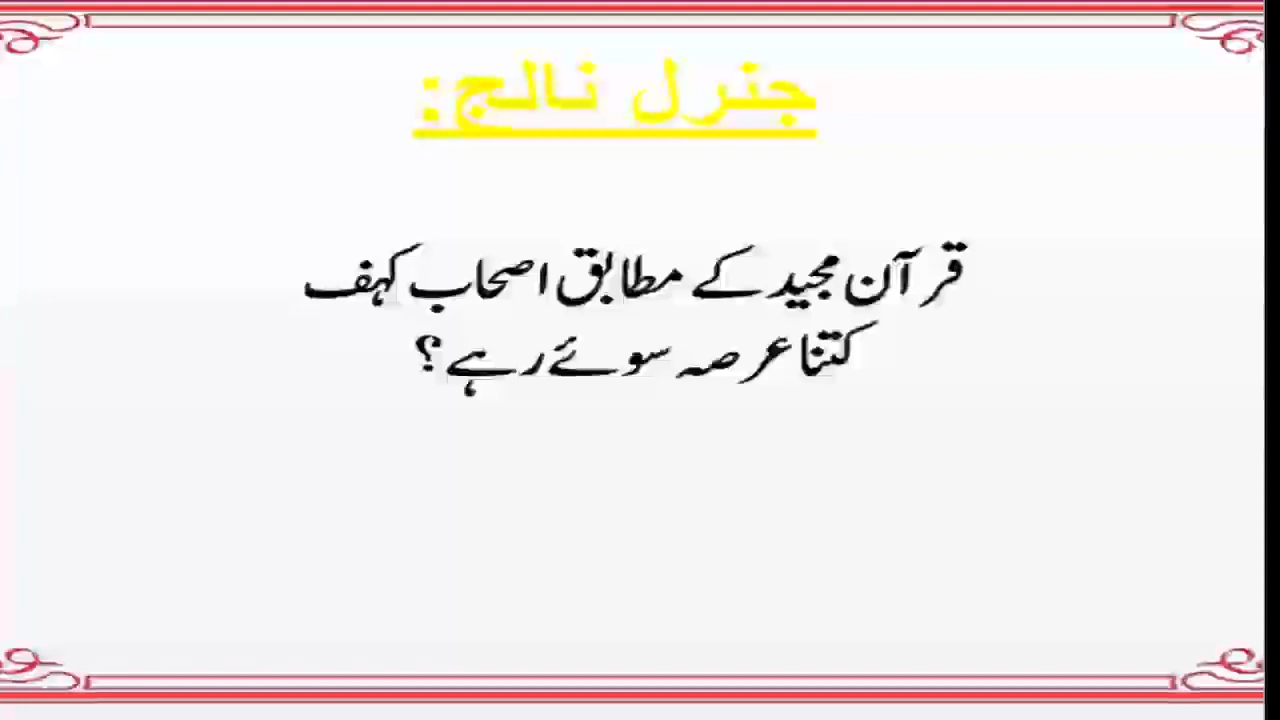 جنرل نالج:
قرآن مجید کے مطابق اصحاب کہف
کتنا عرصہ سوئے رہے؟